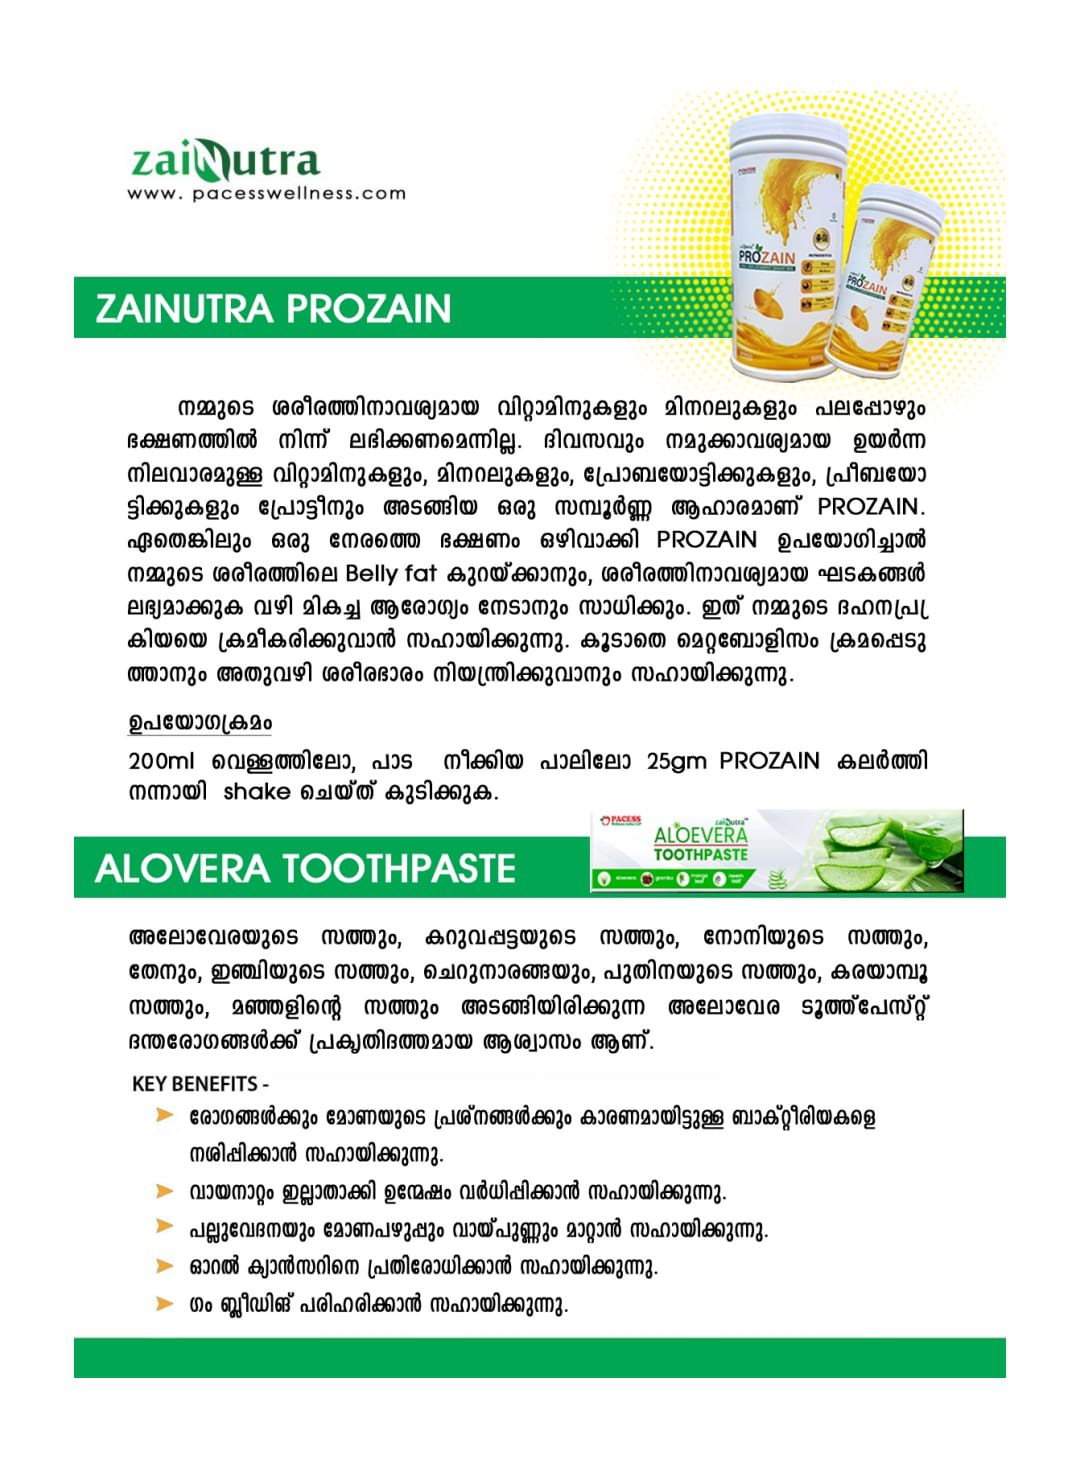 zaiNutra
www. pacesswellness.com
PROZAIN
PROZAIN
ZAINUTRA PROZAIN
നമ്മുടെ ശരീരത്തിനാവശ്യമായ വിറ്റാമിനുകളും മിനറലുകളും പലപ്പോഴും
ഭക്ഷണത്തിൽ നിന്ന് ലഭിക്കണമെന്നില്ല. ദിവസവും നമുക്കാവശ്യമായ ഉയർന്ന
നിലവാരമുള്ള വിറ്റാമിനുകളും, മിനറലുകളും, പ്രോബയോട്ടിക്കുകളും, പ്രീബയോ
ട്ടിക്കുകളും പ്രോട്ടീനും അടങ്ങിയ ഒരു സമ്പൂർണ്ണ ആഹാരമാണ് PROZAIN.
ഏതെങ്കിലും ഒരു നേരത്തെ ഭക്ഷണം ഒഴിവാക്കി PROZAIN ഉപയോഗിച്ചാൽ
നമ്മുടെ ശരീരത്തിലെ Belly fat കുറയ്ക്കാനും, ശരീരത്തിനാവശ്യമായ ഘടകങ്ങൾ
ലഭ്യമാക്കുക വഴി മികച്ച ആരോഗ്യം നേടാനും സാധിക്കും. ഇത് നമ്മുടെ ദഹനപ്ര
കിയയെ ക്രമീകരിക്കുവാൻ സഹായിക്കുന്നു. കൂടാതെ മെറ്റബോളിസം ക്രമപ്പെടു
ത്താനും അതുവഴി ശരീരഭാരം നിയന്ത്രിക്കുവാനും സഹായിക്കുന്നു.
ഉപയോഗക്രമം
200ml വെള്ളത്തിലോ, പാട നീക്കിയ പാലിലോ 25gm PROZAIN കലർത്തി
നന്നായി shake ചെയ്ത് കുടിക്കുക.
PACESS
zaiNutra
ALOEVERA
TOOTHPASTE
ALOVERA TOOTHPASTE
അലോവേരയുടെ സത്തും, കറുവപ്പട്ടയുടെ സത്തും, നോനിയുടെ സത്തും,
തേനും, ഇഞ്ചിയുടെ സത്തും, ചെറുനാരങ്ങയും, പുതിനയുടെ സത്തും, കരയാമ്പൂ
സത്തും, മഞ്ഞളിന്റെ സത്തും അടങ്ങിയിരിക്കുന്ന അലോവേര ടൂത്ത്പേസ്റ്റ്
ദന്തരോഗങ്ങൾക്ക് പ്രകൃതിദത്തമായ ആശ്വാസം ആണ്.
KEY BENEFITS -
രോഗങ്ങൾക്കും മോണയുടെ പ്രശ്നങ്ങൾക്കും കാരണമായിട്ടുള്ള ബാക്റ്റീരിയകളെ
നശിപ്പിക്കാൻ സഹായിക്കുന്നു.
വായനാറ്റം ഇല്ലാതാക്കി ഉന്മേഷം വർധിപ്പിക്കാൻ സഹായിക്കുന്നു.
പല്ലുവേദനയും മോണപഴുപ്പും വായ്പുണ്ണും മാറ്റാൻ സഹായിക്കുന്നു.
ഓറൽ ക്യാൻസറിനെ പ്രതിരോധിക്കാൻ സഹായിക്കുന്നു.
ഗം ബ്ലീഡിങ് പരിഹരിക്കാൻ സഹായിക്കുന്നു.